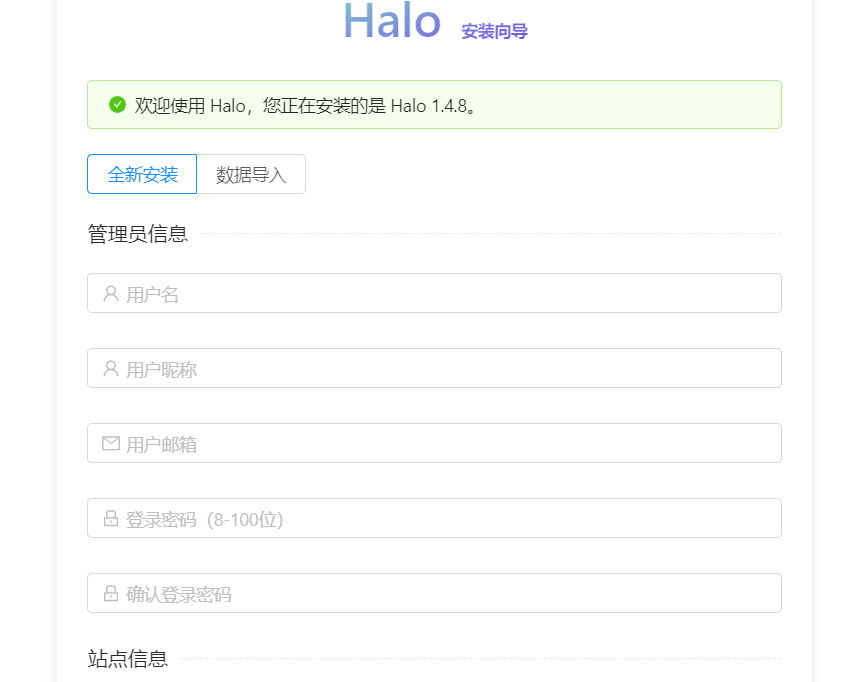 Halo 安装向导
欢迎使用 Halo，您正在安装的是 Halo 1.4.8。
全新安装 数据导入
管理员信息
用户名
用户昵称
用户邮箱
登录密码（8-100位）
确认登录密码
站点信息